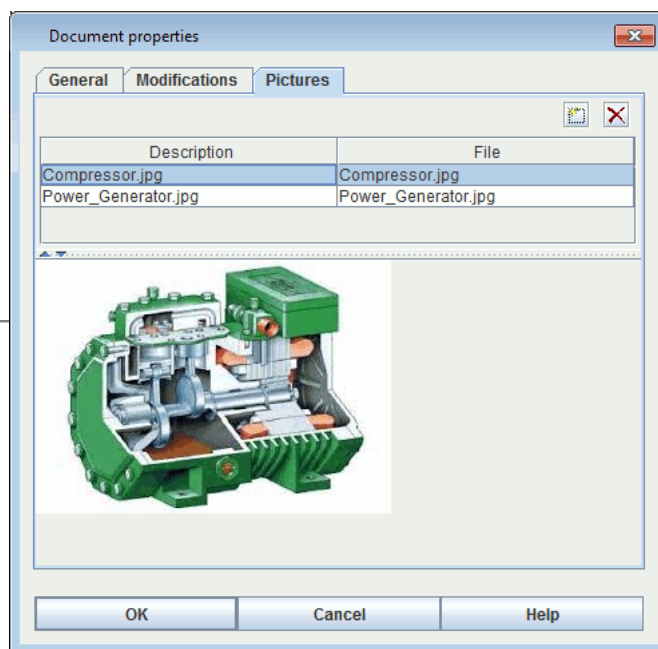 Document properties
General Modifications Pictures
Description File
Compressor.jpg Compressor.jpg
Power_Generator.jpg Power_Generator.jpg
OK Cancel Help